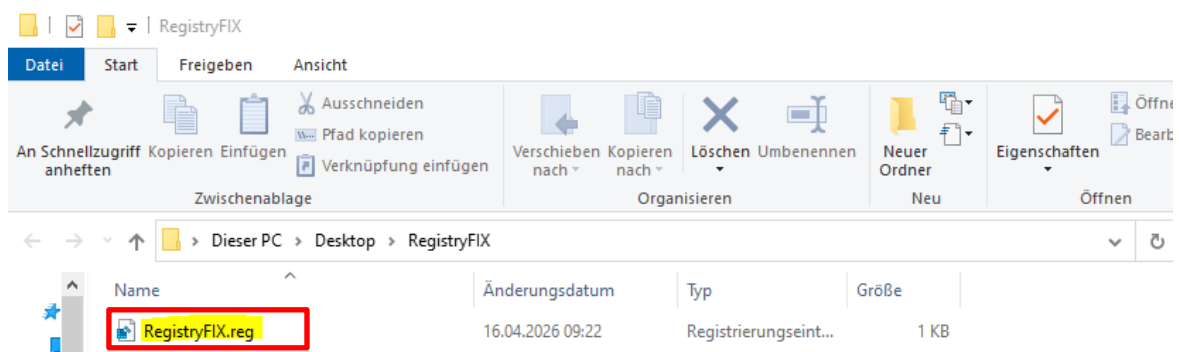 RegistryFIX
Datei Start Freigeben Ansicht
An Schnellzugriff anheften
Kopieren
Einfügen
Ausschneiden
Pfad kopieren
Verknüpfung einfügen
Zwischenablage
Verschieben nach
Kopieren nach
Löschen
Umbenennen
Organisieren
Neuer Ordner
Neu
Eigenschaften
Öffne
Bearb
Öffnen
Dieser PC > Desktop > RegistryFIX
Name Änderungsdatum Typ Größe
RegistryFIX.reg 16.04.2026 09:22 Registrierungseint... 1 KB